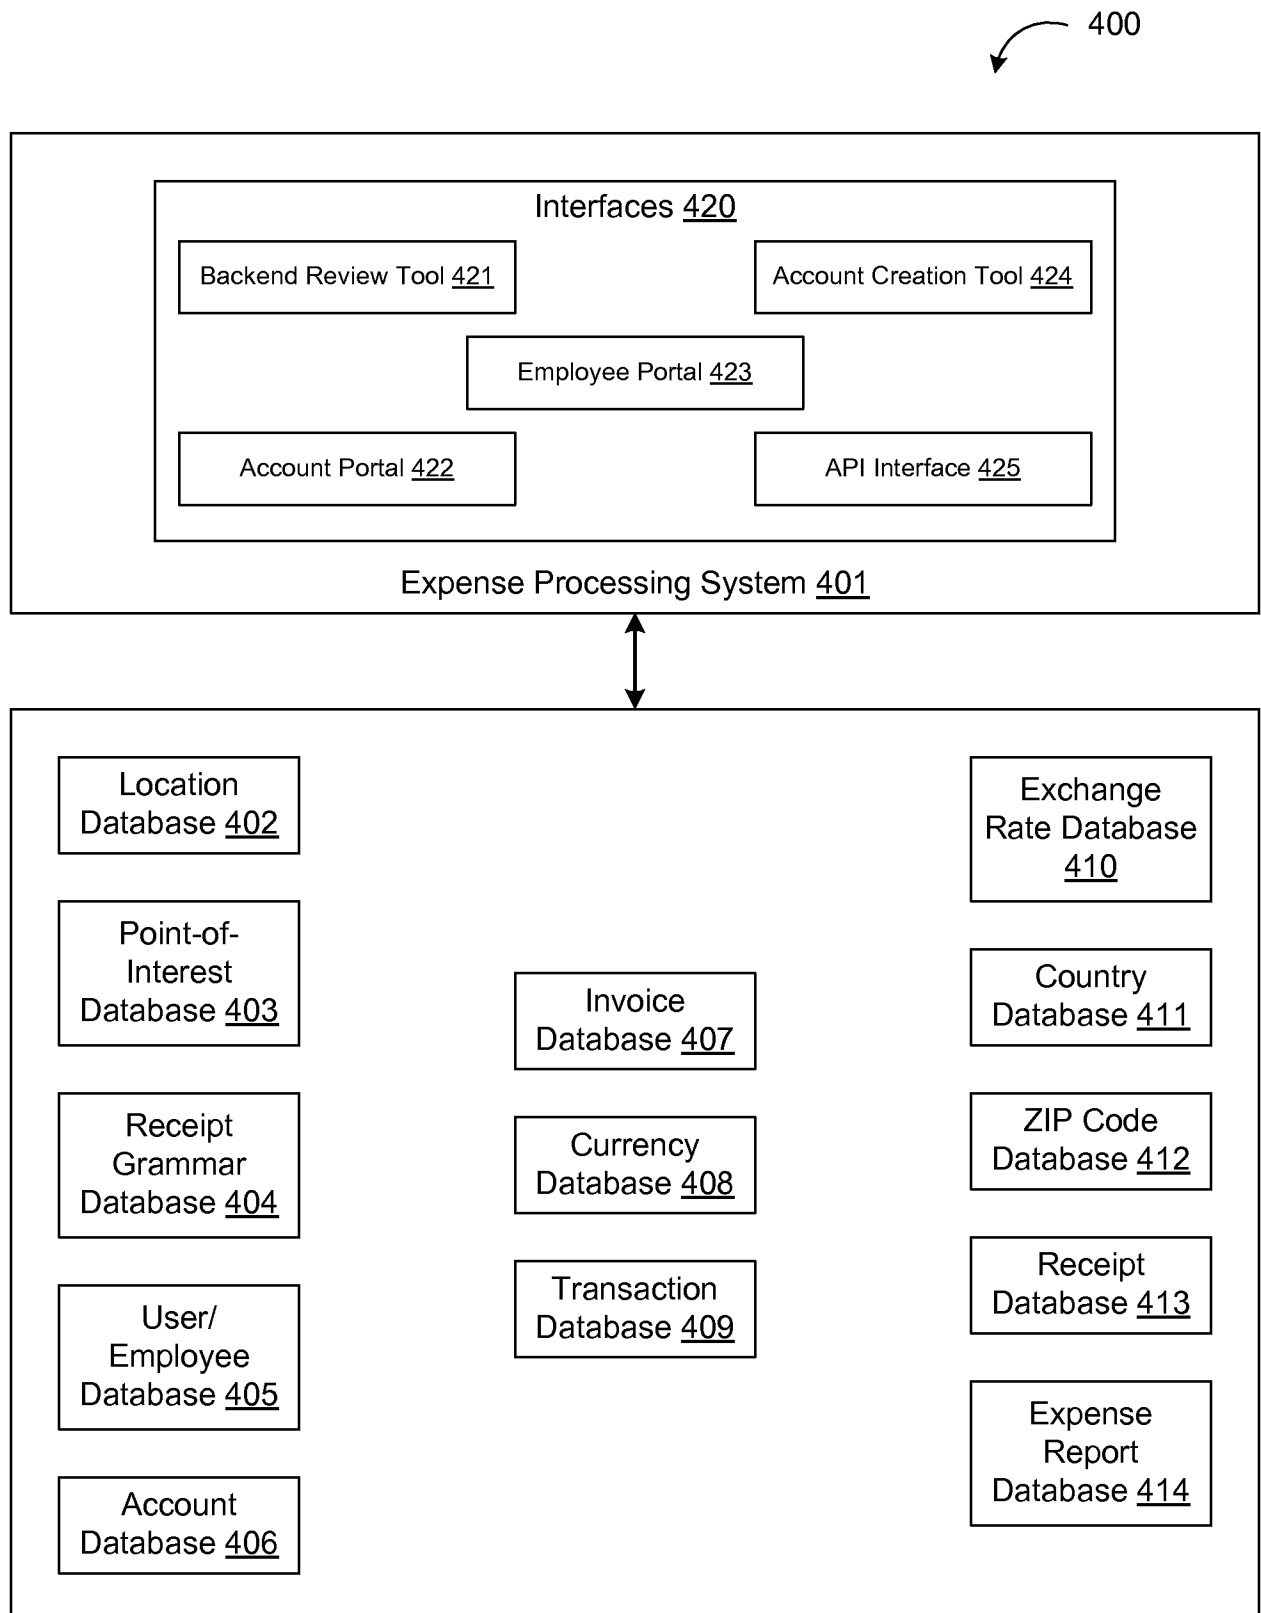 400
Interfaces 420
Backend Review Tool 421
Account Creation Tool 424
Employee Portal 423
Account Portal 422
API Interface 425
Expense Processing System 401
Location
Database 402
Point-of-
Interest
Database 403
Receipt
Grammar
Database 404
User/
Employee
Database 405
Account
Database 406
Invoice
Database 407
Currency
Database 408
Transaction
Database 409
Exchange
Rate Database
410
Country
Database 411
ZIP Code
Database 412
Receipt
Database 413
Expense
Report
Database 414